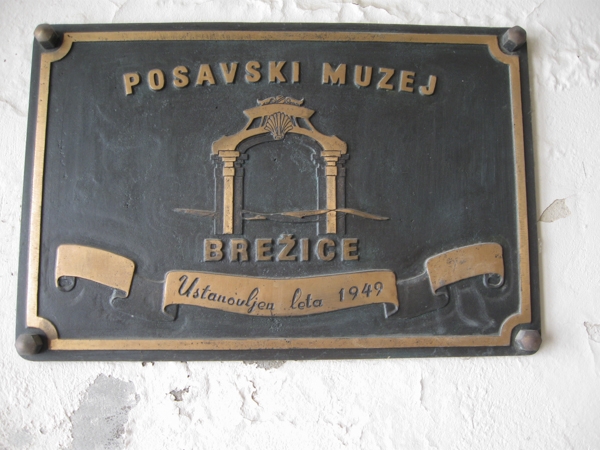 POSAVSKI MUZEJ
BREŽICE
Ustanovljen leta 1949